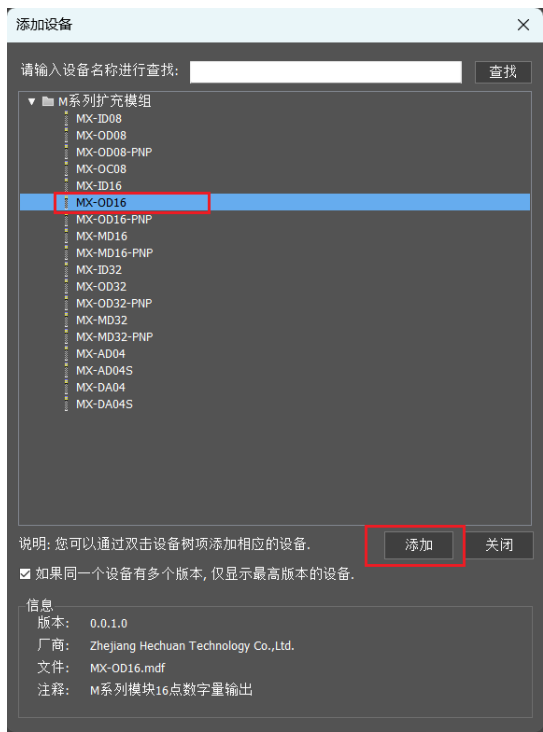 添加设备
请输入设备名称进行查找:
查找
M系列扩充模组
MX-ID08
MX-OD08
MX-OD08-PNP
MX-OC08
MX-ID16
MX-OD16
MX-OD16-PNP
MX-MD16
MX-MD16-PNP
MX-ID32
MX-OD32
MX-OD32-PNP
MX-MD32
MX-MD32-PNP
MX-AD04
MX-AD04S
MX-DA04
MX-DA04S
说明: 您可以通过双击设备树项添加相应的设备.
添加
关闭
如果同一个设备有多个版本, 仅显示最高版本的设备.
信息
版本: 0.0.1.0
厂商: Zhejiang Hechuan Technology Co.,Ltd.
文件: MX-OD16.mdf
注释: M系列模块16点数字量输出